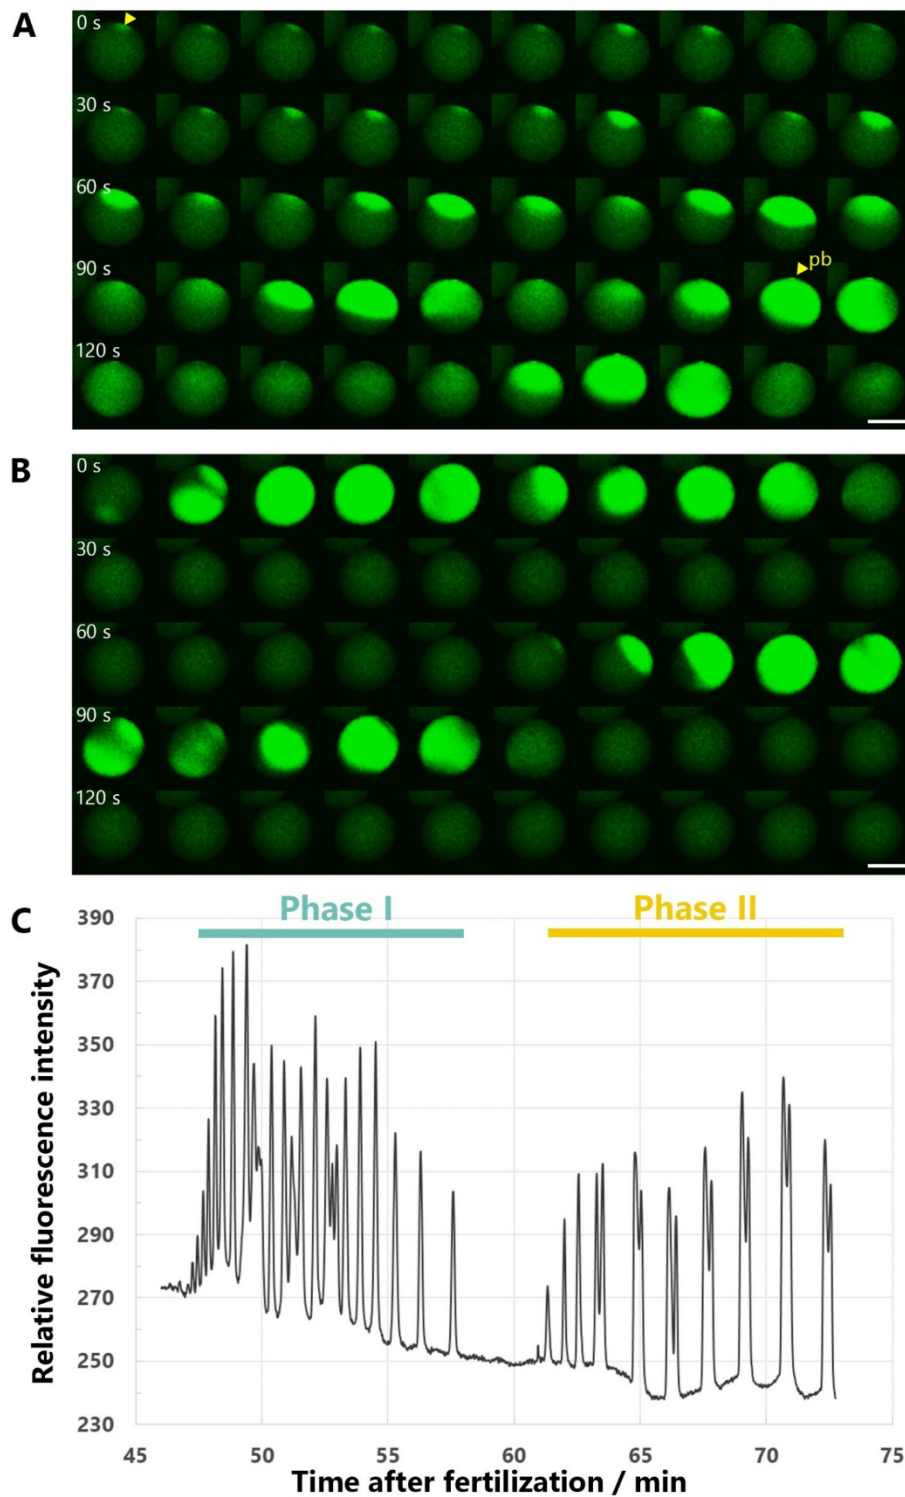 A
0 s
30 s
60 s
90 s
pb
120 s
B
0 s
30 s
60 s
90 s
120 s
C
Phase I
Phase II
390
370
350
330
310
290
270
250
230
Relative fluorescence intensity
45
50
55
60
65
70
75
Time after fertilization / min